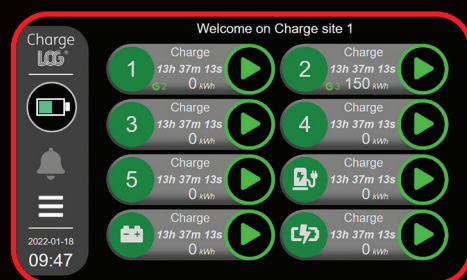 Welcome on Charge site 1
Charge
LOG®
2022-01-18
09:47
1
Charge
13h 37m 13s
G 2
0 kWh
2
Charge
13h 37m 13s
G 3
150 kWh
3
Charge
13h 37m 13s
0 kWh
4
Charge
13h 37m 13s
0 kWh
5
Charge
13h 37m 13s
0 kWh
Charge
13h 37m 13s
0 kWh
Charge
13h 37m 13s
0 kWh
Charge
13h 37m 13s
0 kWh